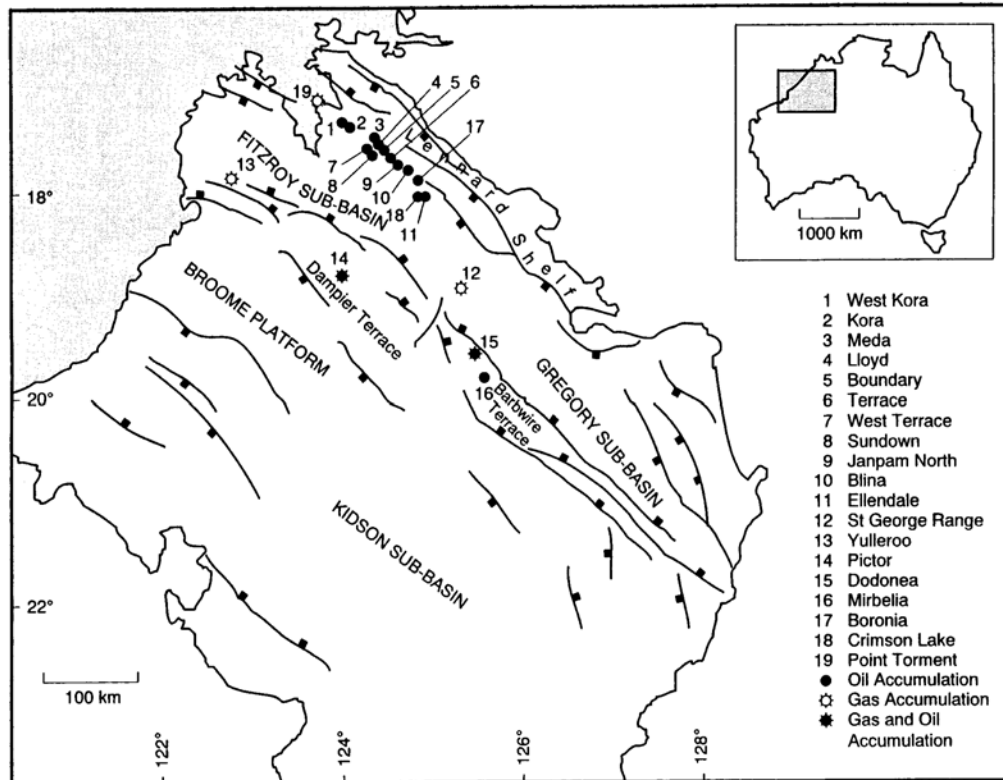 19
4
5
6
1
2
3
17
7
8
9
10
18
11
13
14
12
15
16
Lennard Shelf
FITZROY SUB-BASIN
Dampier Terrace
BROOME PLATFORM
Barbwire
Terrace
GREGORY SUB-BASIN
KIDSON SUB-BASIN
18°
20°
22°
100 km
122°
124°
126°
128°
1000 km
1 West Kora
2 Kora
3 Meda
4 Lloyd
5 Boundary
6 Terrace
7 West Terrace
8 Sundown
9 Janpam North
10 Blina
11 Ellendale
12 St George Range
13 Yulleroo
14 Pictor
15 Dodonea
16 Mirbelia
17 Boronia
18 Crimson Lake
19 Point Torment
Oil Accumulation
Gas Accumulation
Gas and Oil
Accumulation